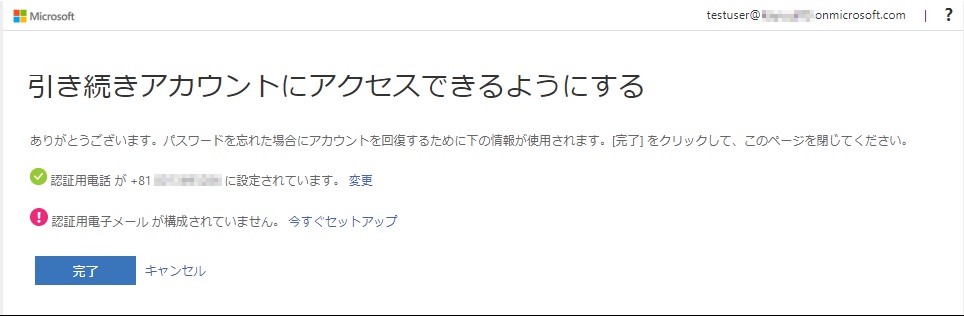 Microsoft
testuser@ onmicrosoft.com | ?
引き続きアカウントにアクセスできるようにする
ありがとうございます。パスワードを忘れた場合にアカウントを回復するために下の情報が使用されます。[完了] をクリックして、このページを閉じてください。
認証用電話 が +81 に設定されています。 変更
認証用電子メール が構成されていません。 今すぐセットアップ
完了 キャンセル